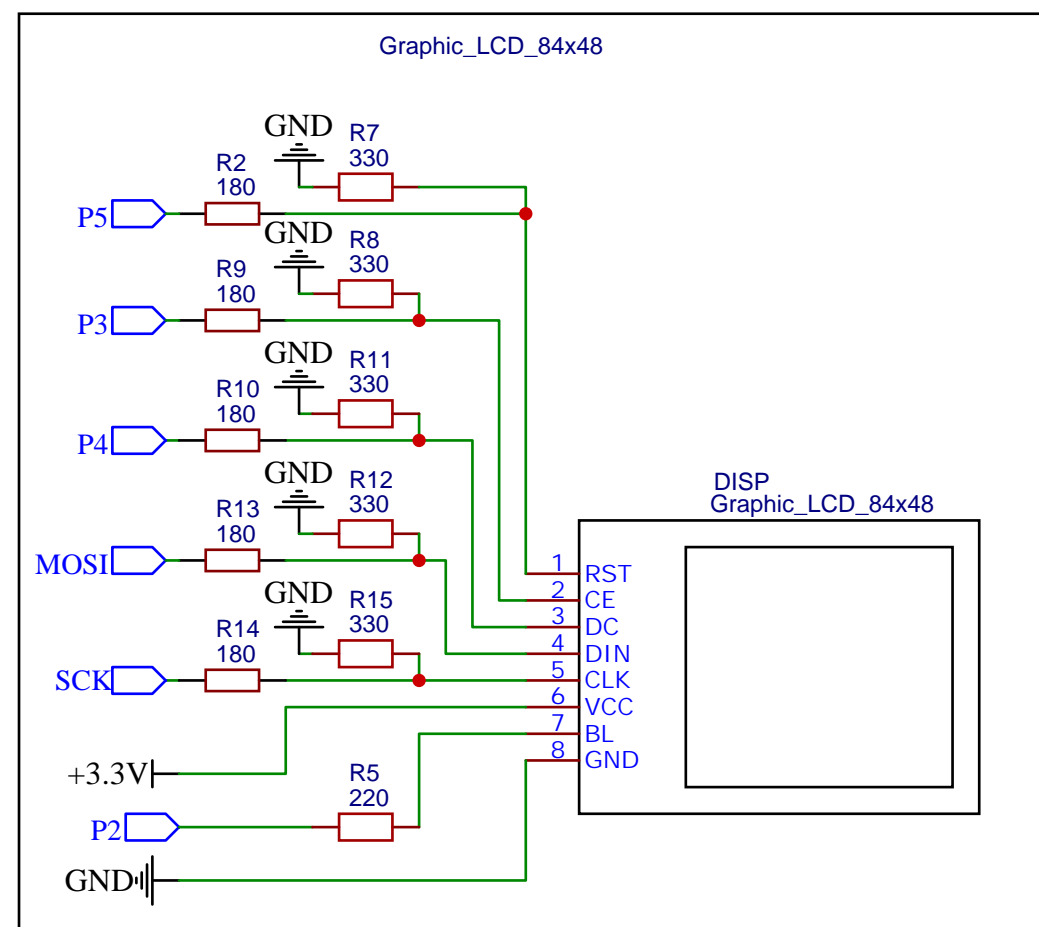 Graphic_LCD_84x48
GND
R7
330
R2
180
P5
GND
R8
330
R9
180
P3
GND
R11
330
R10
180
P4
GND
R12
330
R13
180
MOSI
GND
R15
330
R14
180
SCK
+3.3V
R5
220
P2
GND
DISP
Graphic_LCD_84x48
1 RST
2 CE
3 DC
4 DIN
5 CLK
6 VCC
7 BL
8 GND